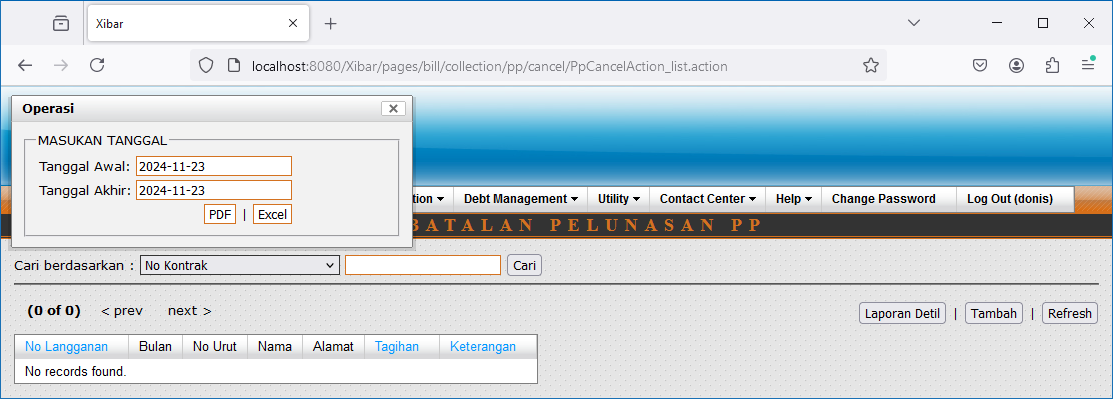 Xibar
localhost:8080/Xibar/pages/bill/collection/pp/cancel/PpCancelAction_list.action
Operasi
MASUKAN TANGGAL
Tanggal Awal: 2024-11-23
Tanggal Akhir: 2024-11-23
PDF | Excel
Debt Management Utility Contact Center Help Change Password Log Out (donis)
PELUNASAN PP
Cari berdasarkan : No Kontrak Cari
(0 of 0) < prev next >
Laporan Detil | Tambah | Refresh
No Langganan Bulan No Urut Nama Alamat Tagihan Keterangan
No records found.